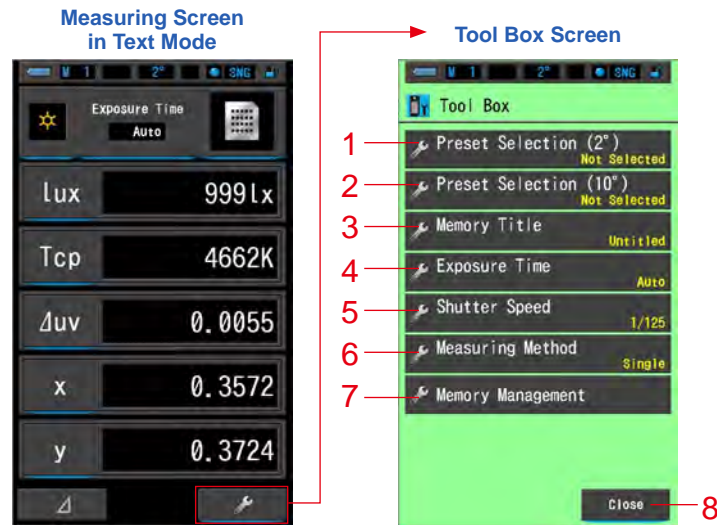 Measuring Screen
in Text Mode
M 1 2° SNG
Exposure Time
Auto
lux 999lx
Tcp 4662K
⊿uv 0.0055
x 0.3572
y 0.3724
⊿
Tool Box Screen
M 1 2° SNG
Tool Box
1 Preset Selection (2°)
Not Selected
2 Preset Selection (10°)
Not Selected
3 Memory Title
Untitled
4 Exposure Time
Auto
5 Shutter Speed
1/125
6 Measuring Method
Single
7 Memory Management
Close 8